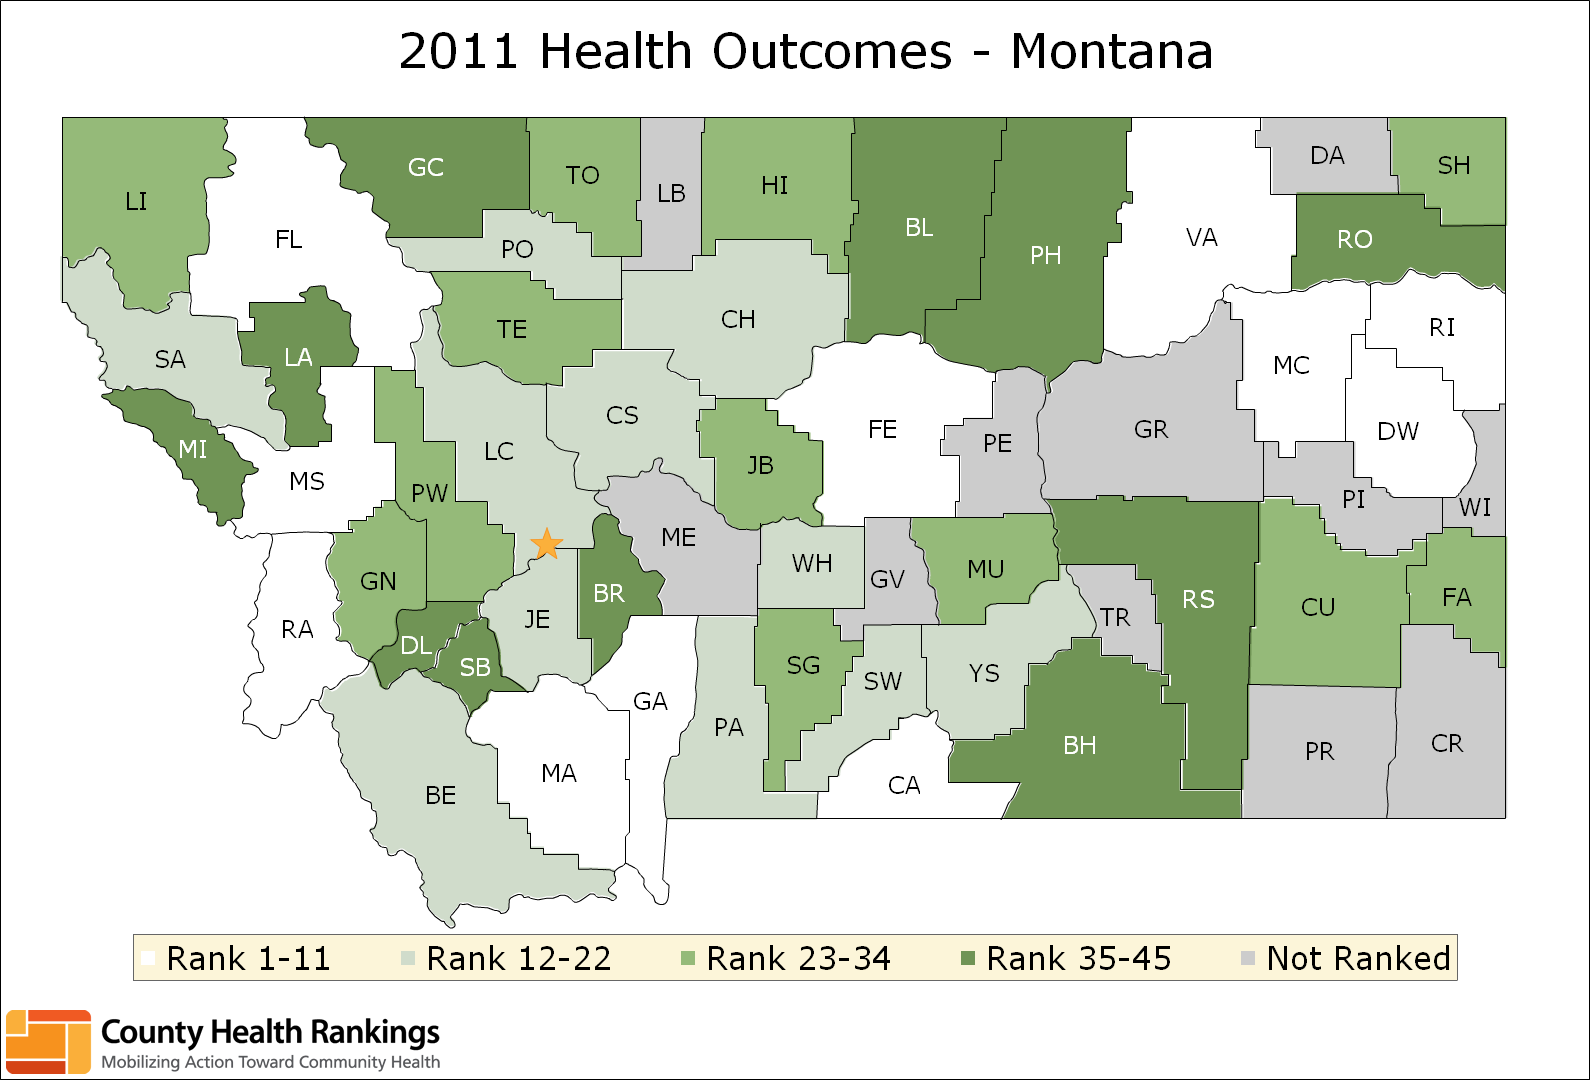 2011 Health Outcomes - Montana
LI
FL
GC
TO
LB
HI
BL
PH
VA
DA
SH
RO
PO
SA
LA
TE
CH
MC
RI
MI
MS
LC
CS
JB
FE
PE
GR
DW
PW
ME
PI
WI
GN
RA
DL
SB
JE
BR
WH
GV
MU
TR
RS
CU
FA
SG
SW
YS
GA
PA
BE
MA
CA
BH
PR
CR
Rank 1-11 Rank 12-22 Rank 23-34 Rank 35-45 Not Ranked
County Health Rankings
Mobilizing Action Toward Community Health